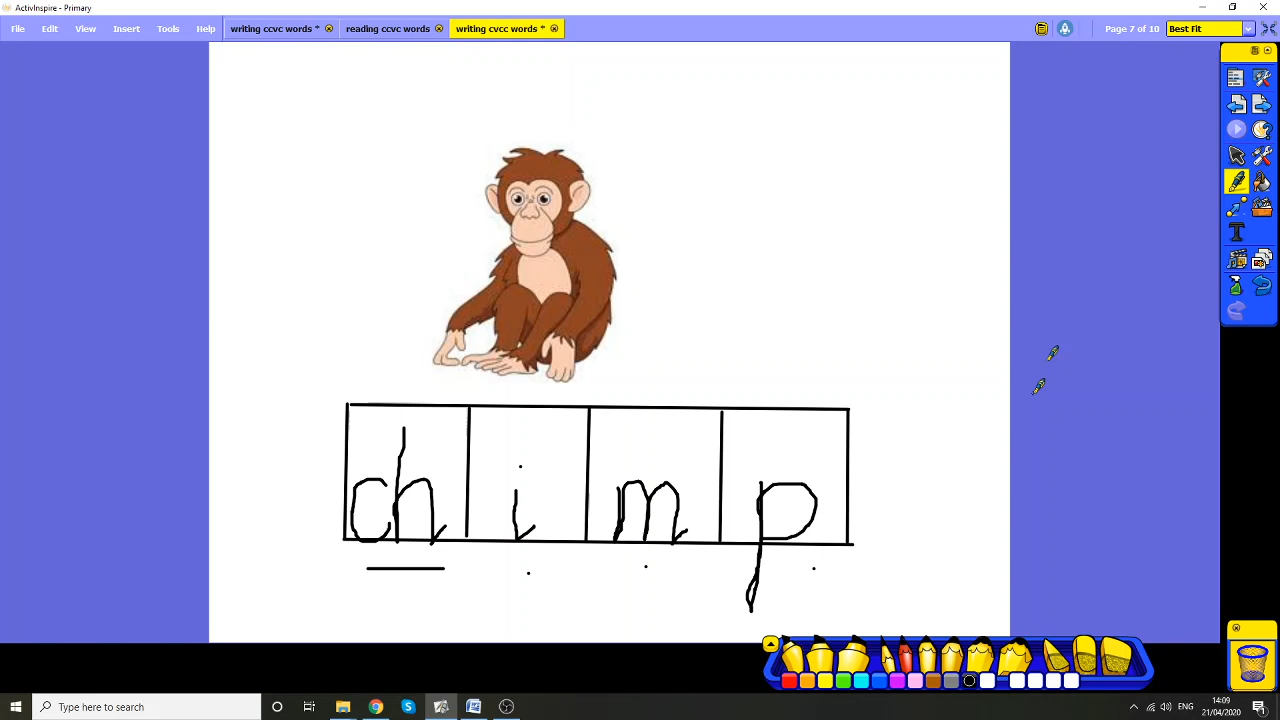 ActivInspire - Primary
File Edit View Insert Tools Help writing ccvc words * reading ccvc words writing cvcc words * Page 7 of 10 Best Fit
T
ch i m p
Type here to search
ENG
14:09
21/04/2020